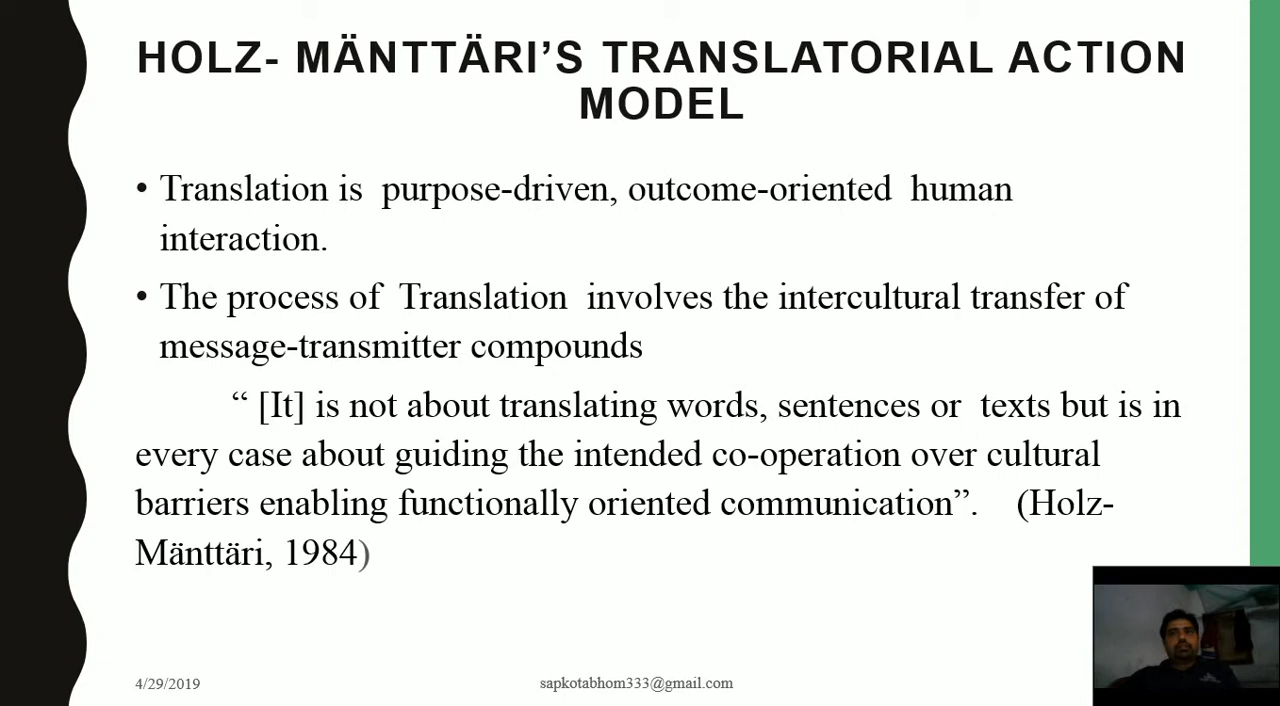 HOLZ- MÄNTTÄRI’S TRANSLATORIAL ACTION
MODEL
• Translation is purpose-driven, outcome-oriented human
interaction.
• The process of Translation involves the intercultural transfer of
message-transmitter compounds
“ [It] is not about translating words, sentences or texts but is in
every case about guiding the intended co-operation over cultural
barriers enabling functionally oriented communication”. (Holz-
Mänttäri, 1984)
4/29/2019
sapkotabhom333@gmail.com